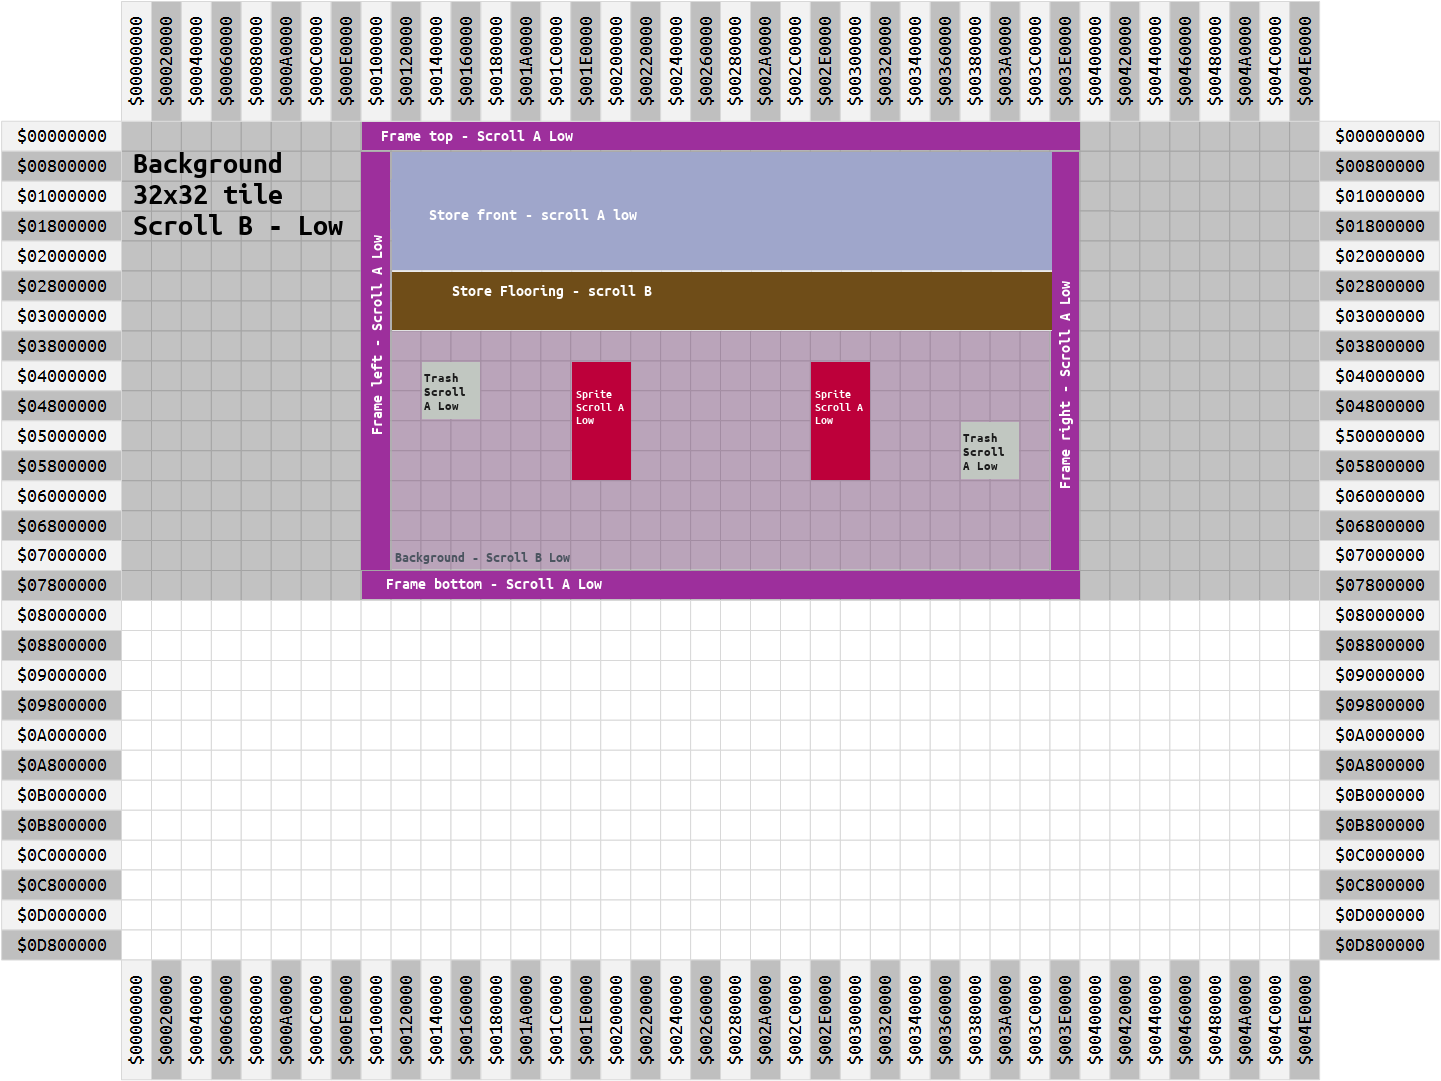 $00000000 $00020000 $00040000 $00060000 $00080000 $000A0000 $000C0000 $000E0000 $00100000 $00120000 $00140000 $00160000 $00180000 $001A0000 $001C0000 $001E0000 $00200000 $00220000 $00240000 $00260000 $00280000 $002A0000 $002C0000 $002E0000 $00300000 $00320000 $00340000 $00360000 $00380000 $003A0000 $003C0000 $003E0000 $00400000 $00420000 $00440000 $00460000 $00480000 $004A0000 $004C0000 $004E0000
$00000000 Frame top - Scroll A Low $00000000
$00800000 Background $00800000
$01000000 32x32 tile $01000000
Store front - scroll A low
$01800000 Scroll B - Low $01800000
$02000000 $02000000
$02800000 Store Flooring - scroll B $02800000
$03000000 $03000000
Frame left - Scroll A Low
Frame right - Scroll A Low
$03800000 $03800000
$04000000 Trash $04000000
Scroll
A Low
Sprite
Scroll A
Low
Sprite
Scroll A
Low
$04800000 $04800000
$05000000 Trash $50000000
Scroll
A Low
$05800000 $05800000
$06000000 $06000000
$06800000 $06800000
$07000000 Background - Scroll B Low $07000000
$07800000 Frame bottom - Scroll A Low $07800000
$08000000 $08000000
$08800000 $08800000
$09000000 $09000000
$09800000 $09800000
$0A000000 $0A000000
$0A800000 $0A800000
$0B000000 $0B000000
$0B800000 $0B800000
$0C000000 $0C000000
$0C800000 $0C800000
$0D000000 $0D000000
$0D800000 $0D800000
$00000000 $00020000 $00040000 $00060000 $00080000 $000A0000 $000C0000 $000E0000 $00100000 $00120000 $00140000 $00160000 $00180000 $001A0000 $001C0000 $001E0000 $00200000 $00220000 $00240000 $00260000 $00280000 $002A0000 $002C0000 $002E0000 $00300000 $00320000 $00340000 $00360000 $00380000 $003A0000 $003C0000 $003E0000 $00400000 $00420000 $00440000 $00460000 $00480000 $004A0000 $004C0000 $004E0000